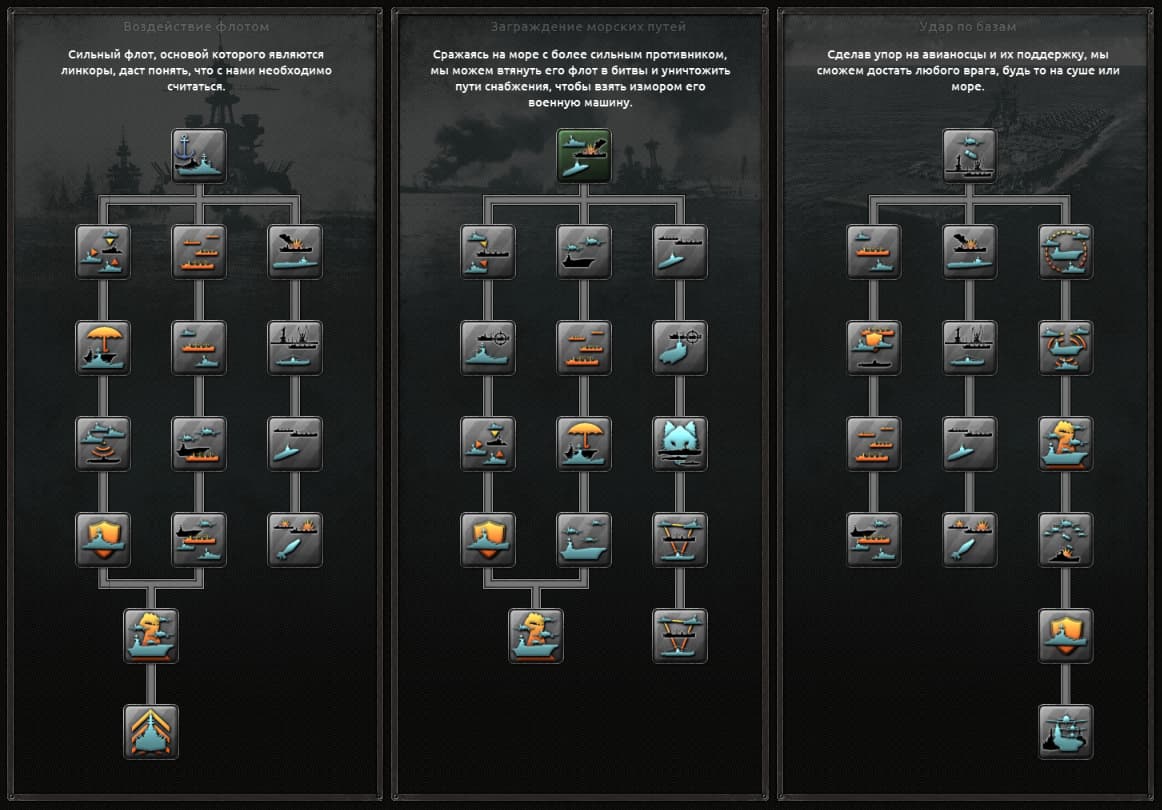 Воздействие флотом
Сильный флот, основой которого являются
линкоры, даст понять, что с нами необходимо
считаться.
Заграждение морских путей
Сражаясь на море с более сильным противником,
мы можем втянуть его флот в битвы и уничтожить
пути снабжения, чтобы взять измором его
военную машину.
Удар по базам
Сделав упор на авианосцы и их поддержку, мы
сможем достать любого врага, будь то на суше или
море.